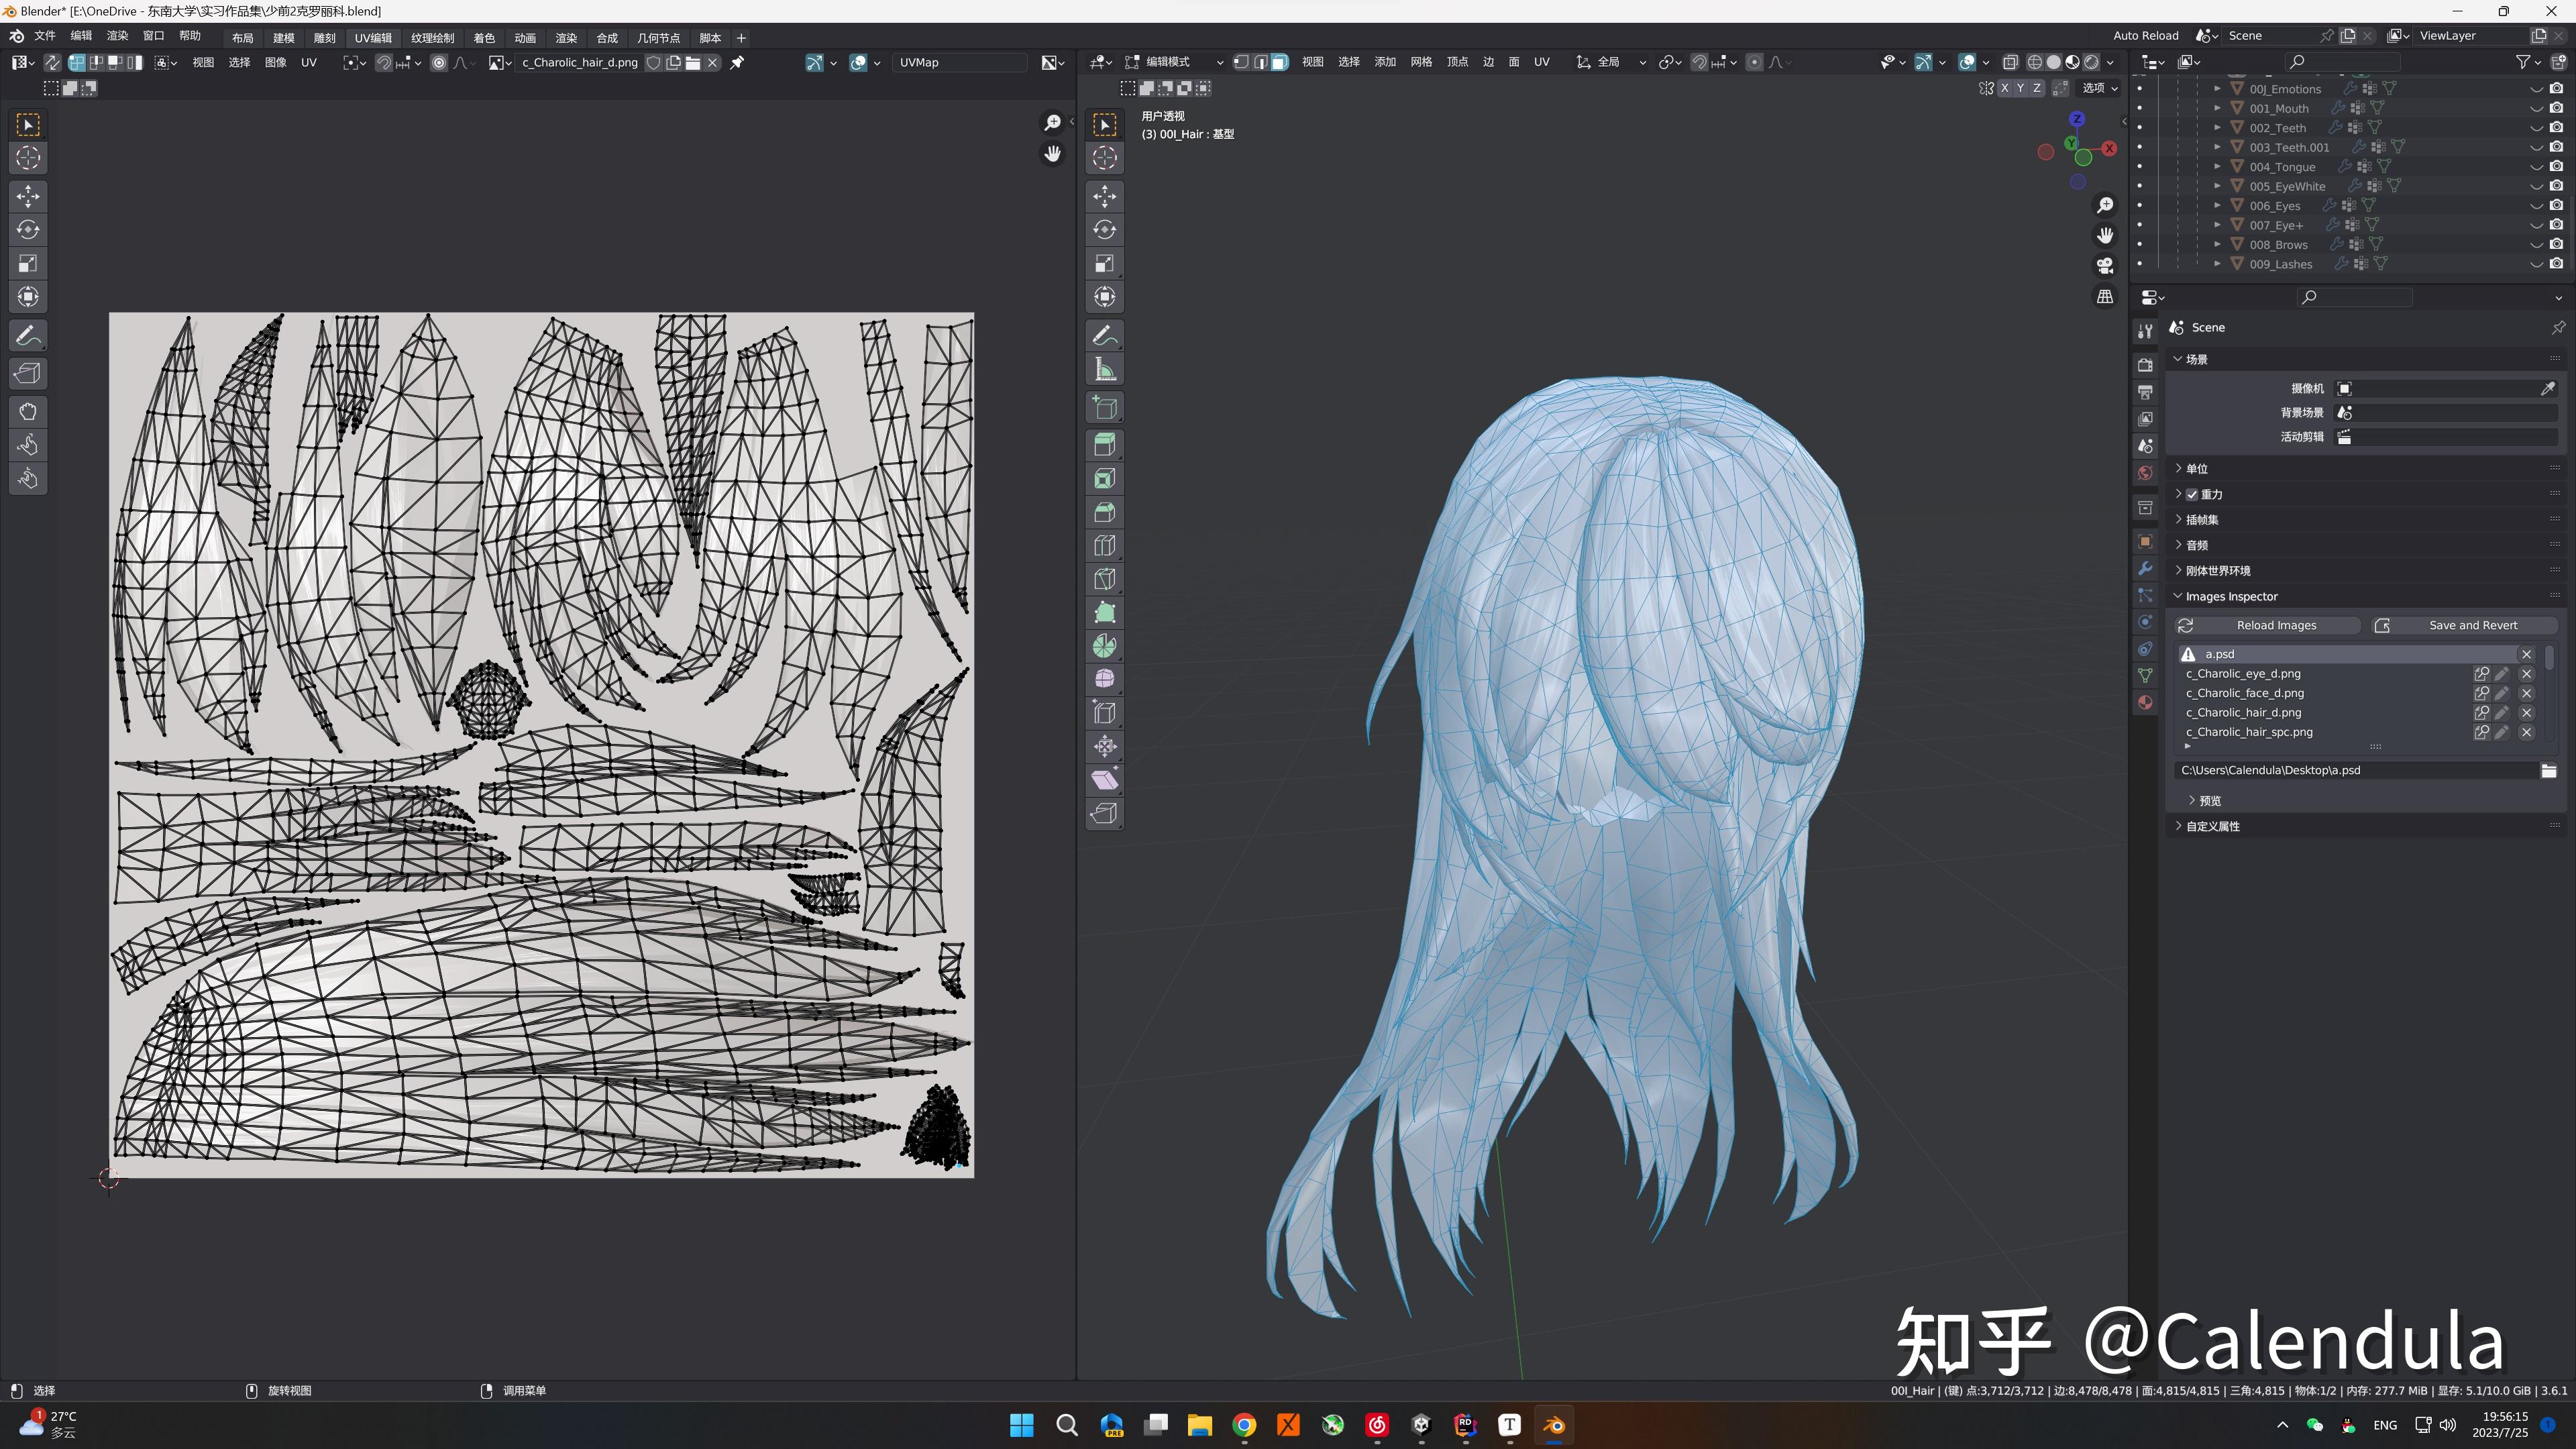 Blender* [E:\OneDrive - 东南大学\实习作品集\少前2克罗丽科.blend]
文件 编辑 渲染 窗口 帮助 布局 建模 雕刻 UV编辑 纹理绘制 着色 动画 渲染 合成 几何节点 脚本 +
Auto Reload Scene ViewLayer
视图 选择 图像 UV c_Charolic_hair_d.png UVMap
编辑模式 视图 选择 添加 网格 顶点 边 面 UV 全局
X Y Z 选项
用户透视
(3) 00I_Hair : 基型
Z
Y
X
00J_Emotions
001_Mouth
002_Teeth
003_Teeth.001
004_Tongue
005_EyeWhite
006_Eyes
007_Eye+
008_Brows
009_Lashes
Scene
场景
摄像机
背景场景
活动剪辑
单位
重力
插帧集
音频
刚体世界环境
Images Inspector
Reload Images Save and Revert
a.psd
c_Charolic_eye_d.png
c_Charolic_face_d.png
c_Charolic_hair_d.png
c_Charolic_hair_spc.png
C:\Users\Calendula\Desktop\a.psd
预览
自定义属性
知乎 @Calendula
选择 旋转视图 调用菜单
00I_Hair | (键) 点:3,712/3,712 | 边:8,478/8,478 | 面:4,815/4,815 | 三角:4,815 | 物体:1/2 | 内存: 277.7 MiB | 显存: 5.1/10.0 GiB | 3.6.1
1
27°C
多云
PRE
RD
T
ENG
19:56:15
2023/7/25
1